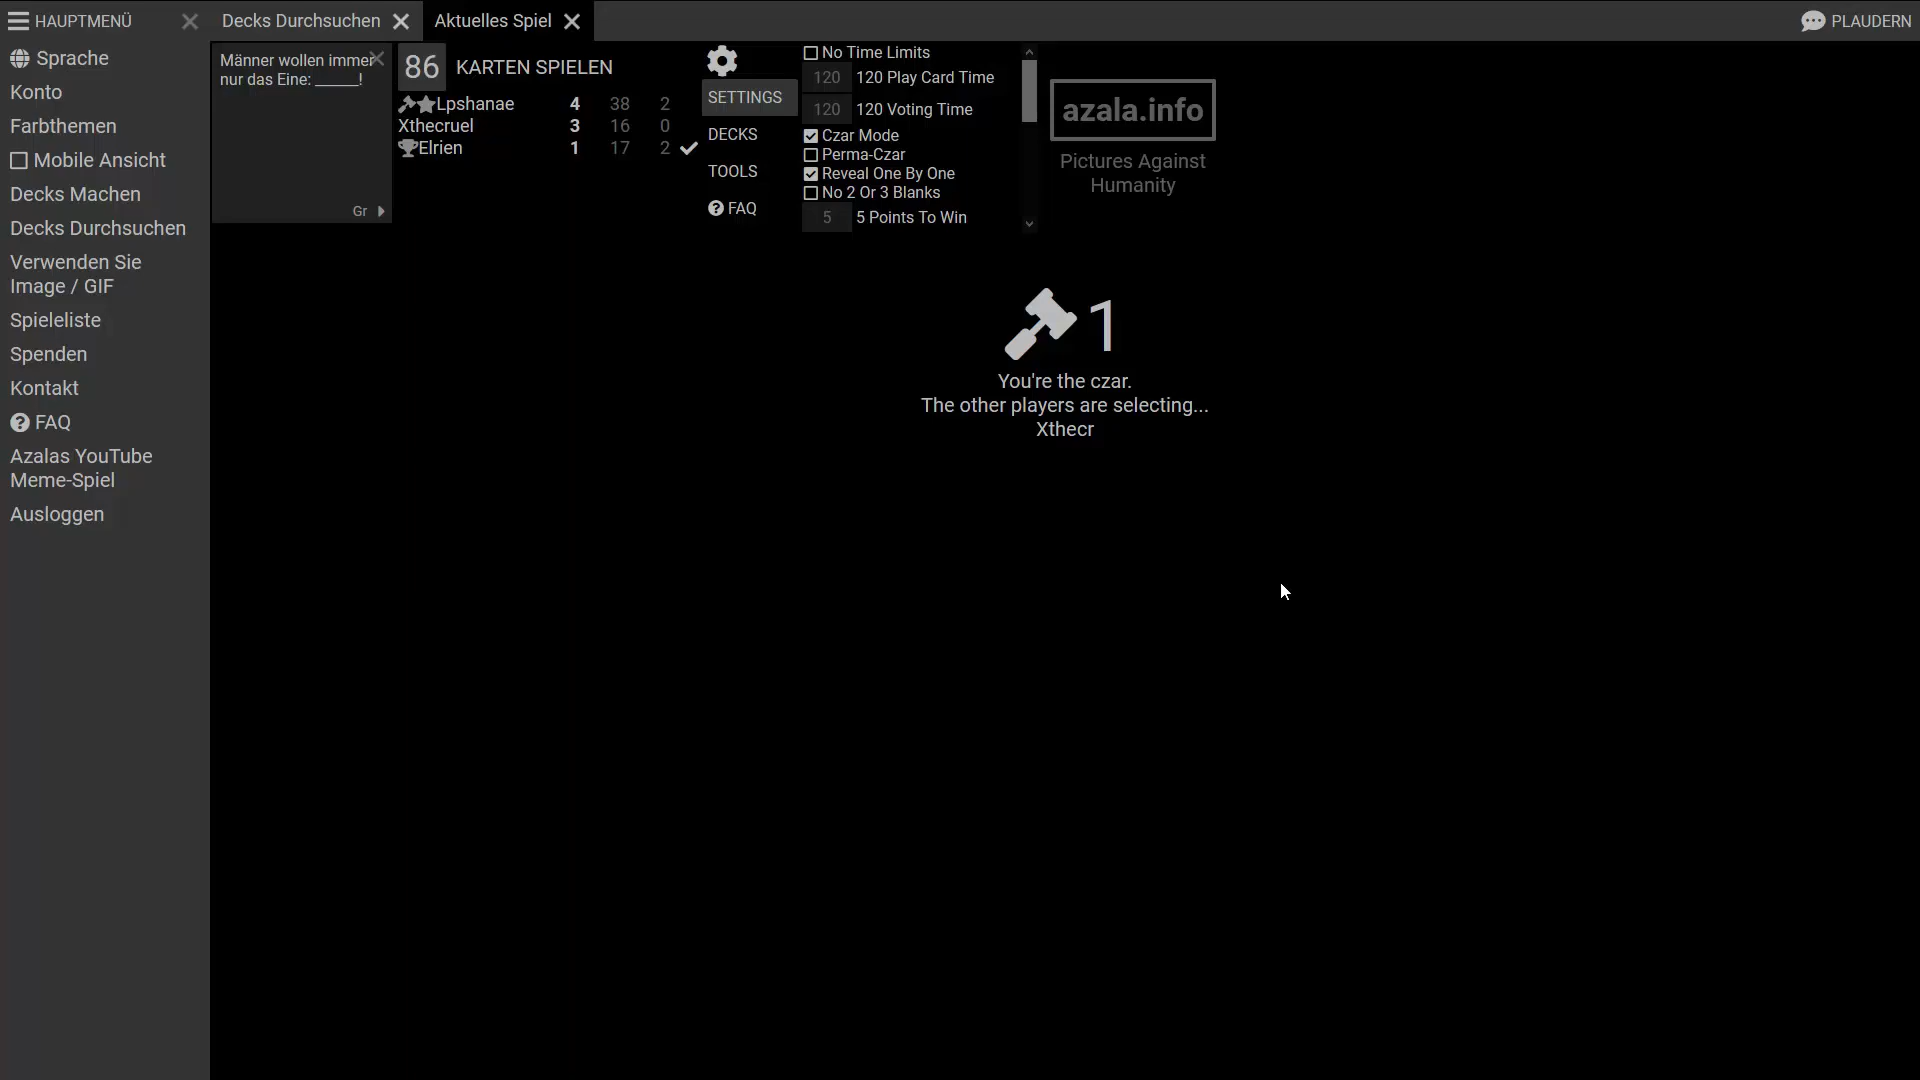 HAUPTMENÜ
Decks Durchsuchen
Aktuelles Spiel
PLAUDERN
Sprache
Konto
Farbthemen
Mobile Ansicht
Decks Machen
Decks Durchsuchen
Verwenden Sie
Image / GIF
Spieleliste
Spenden
Kontakt
FAQ
Azalas YouTube
Meme-Spiel
Ausloggen
Männer wollen immer
nur das Eine: _____!
Gr
86 KARTEN SPIELEN
Lpshanae 4 38 2
Xthecruel 3 16 0
Elrien 1 17 2
SETTINGS
DECKS
TOOLS
FAQ
No Time Limits
120 120 Play Card Time
120 120 Voting Time
Czar Mode
Perma-Czar
Reveal One By One
No 2 Or 3 Blanks
5 5 Points To Win
azala.info
Pictures Against
Humanity
1
You're the czar.
The other players are selecting...
Xthecr